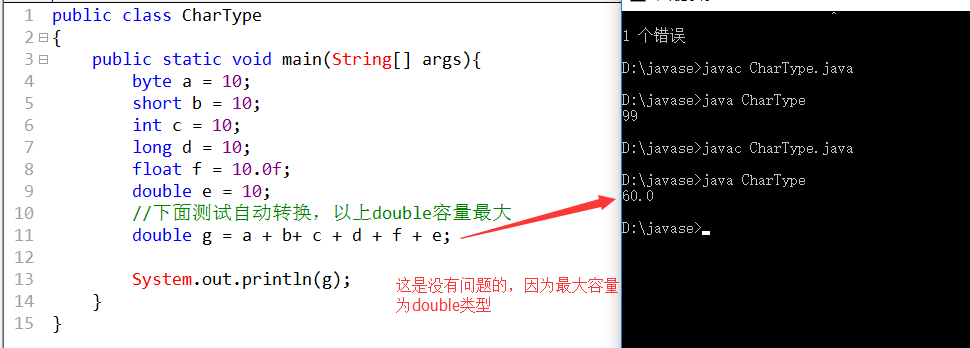 1 public class CharType
2 {
3 public static void main(String[] args){
4 byte a = 10;
5 short b = 10;
6 int c = 10;
7 long d = 10;
8 float f = 10.0f;
9 double e = 10;
10 //下面测试自动转换，以上double容量最大
11 double g = a + b+ c + d + f + e;
12
13 System.out.println(g);
14 }
15 }
这是没有问题的，因为最大容量
为double类型
1 个错误
D:\javase>javac CharType.java
D:\javase>java CharType
99
D:\javase>javac CharType.java
D:\javase>java CharType
60.0
D:\javase>